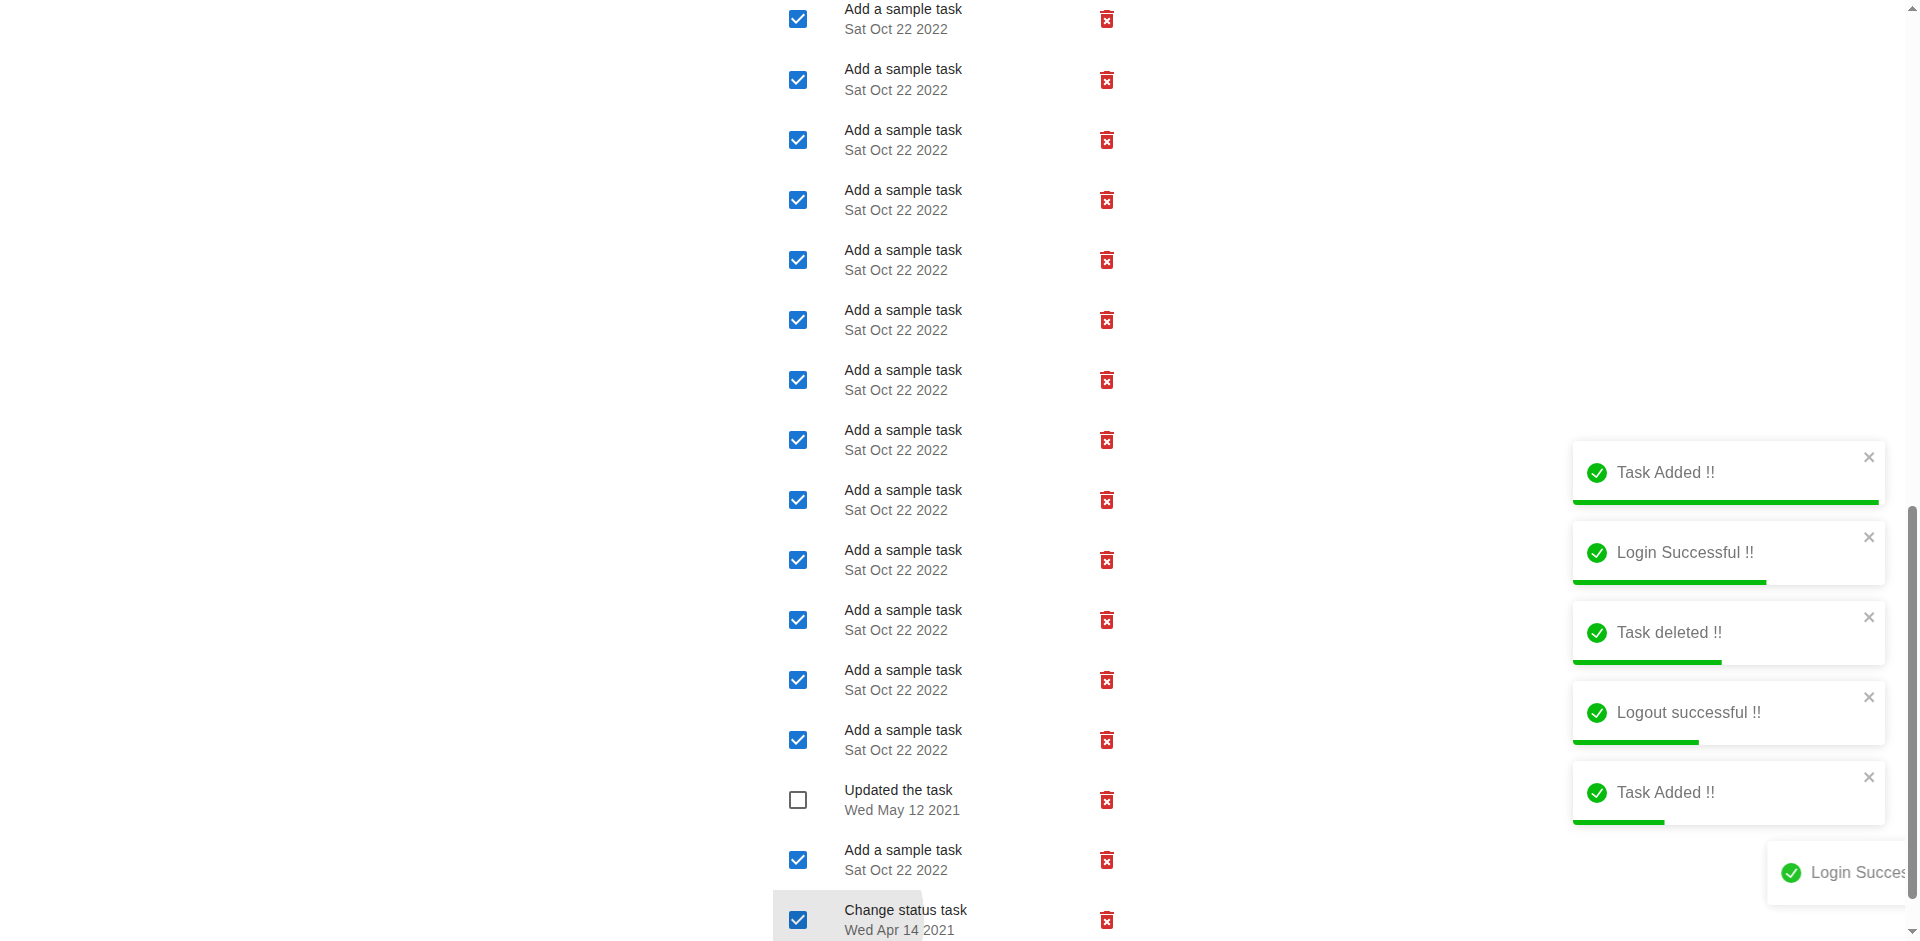 Add a sample task
Sat Oct 22 2022
Add a sample task
Sat Oct 22 2022
Add a sample task
Sat Oct 22 2022
Add a sample task
Sat Oct 22 2022
Add a sample task
Sat Oct 22 2022
Add a sample task
Sat Oct 22 2022
Add a sample task
Sat Oct 22 2022
Add a sample task
Sat Oct 22 2022
Add a sample task
Sat Oct 22 2022
Add a sample task
Sat Oct 22 2022
Add a sample task
Sat Oct 22 2022
Add a sample task
Sat Oct 22 2022
Add a sample task
Sat Oct 22 2022
Updated the task
Wed May 12 2021
Add a sample task
Sat Oct 22 2022
Change status task
Wed Apr 14 2021
Task Added !!
Login Successful !!
Task deleted !!
Logout successful !!
Task Added !!
Login Succes